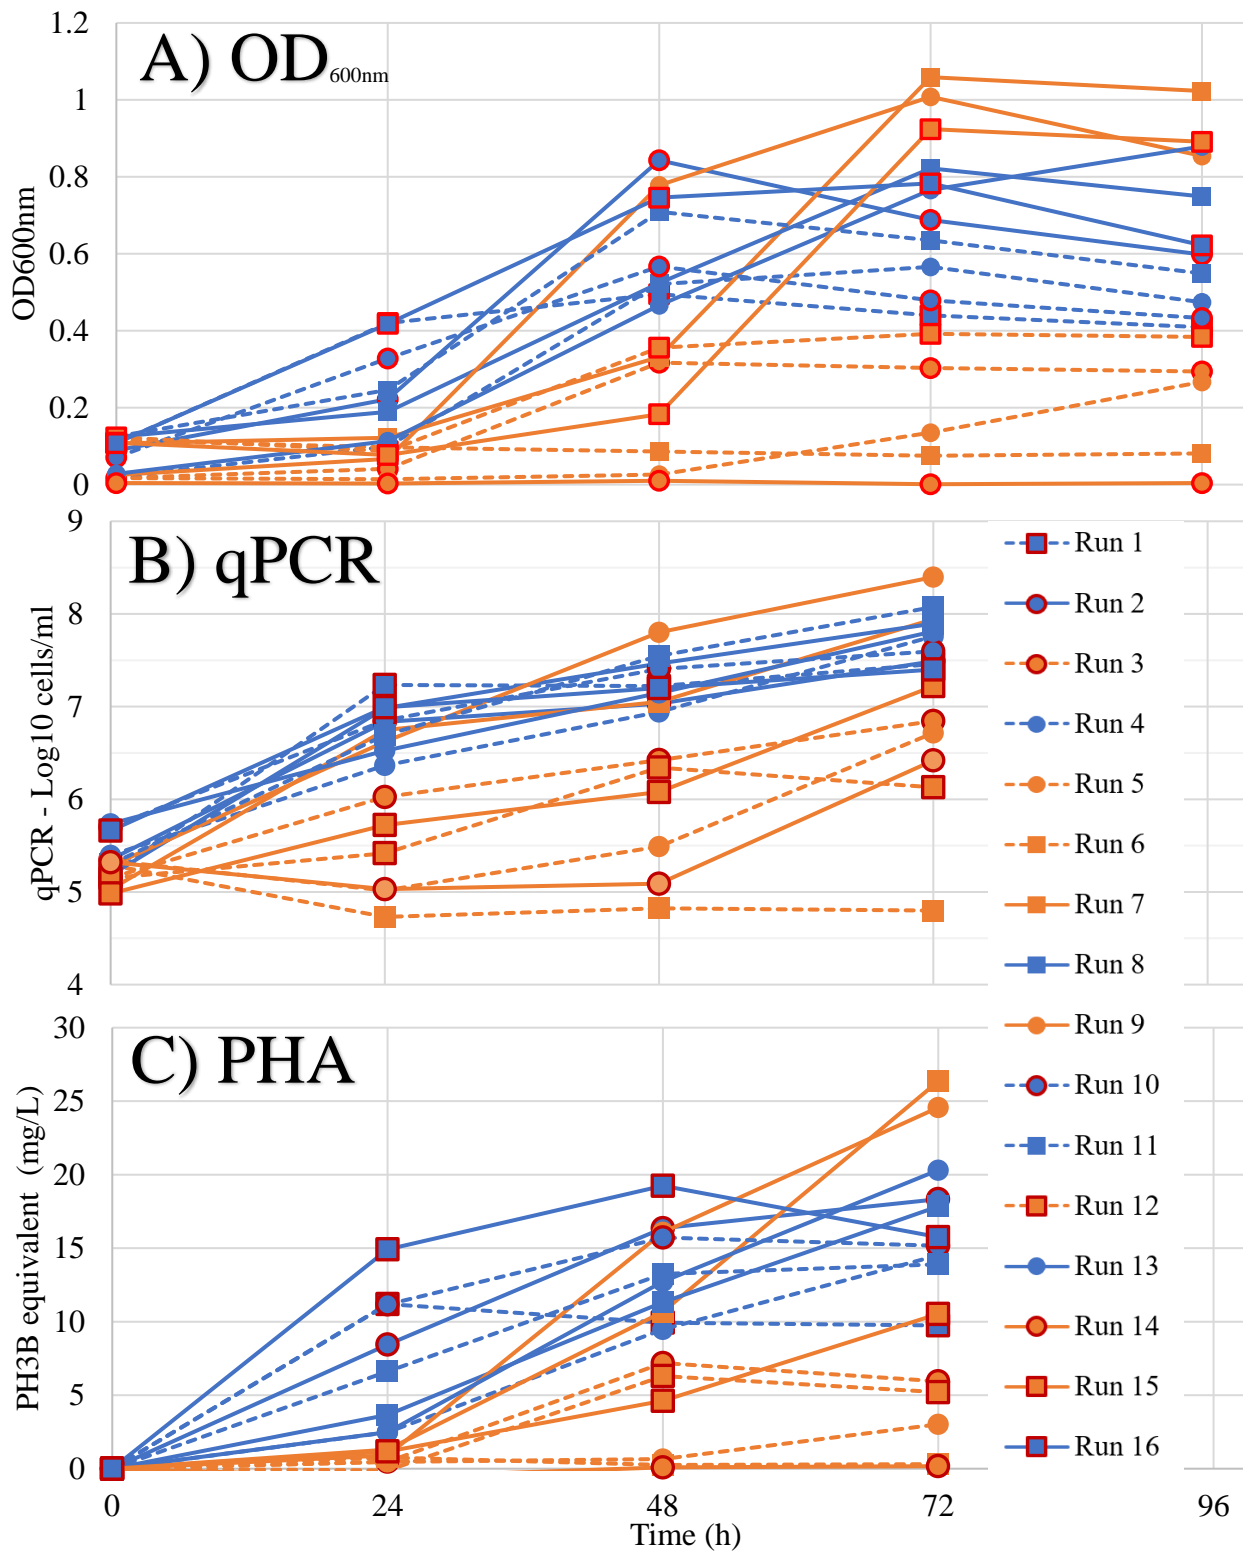 A) OD600nm
OD600nm
1.2
1
0.8
0.6
0.4
0.2
0
B) qPCR
qPCR - Log10 cells/ml
9
8
7
6
5
4
C) PHA
PH3B equivalent (mg/L)
30
25
20
15
10
5
0
0 24 48 72 96
Time (h)
Run 1
Run 2
Run 3
Run 4
Run 5
Run 6
Run 7
Run 8
Run 9
Run 10
Run 11
Run 12
Run 13
Run 14
Run 15
Run 16